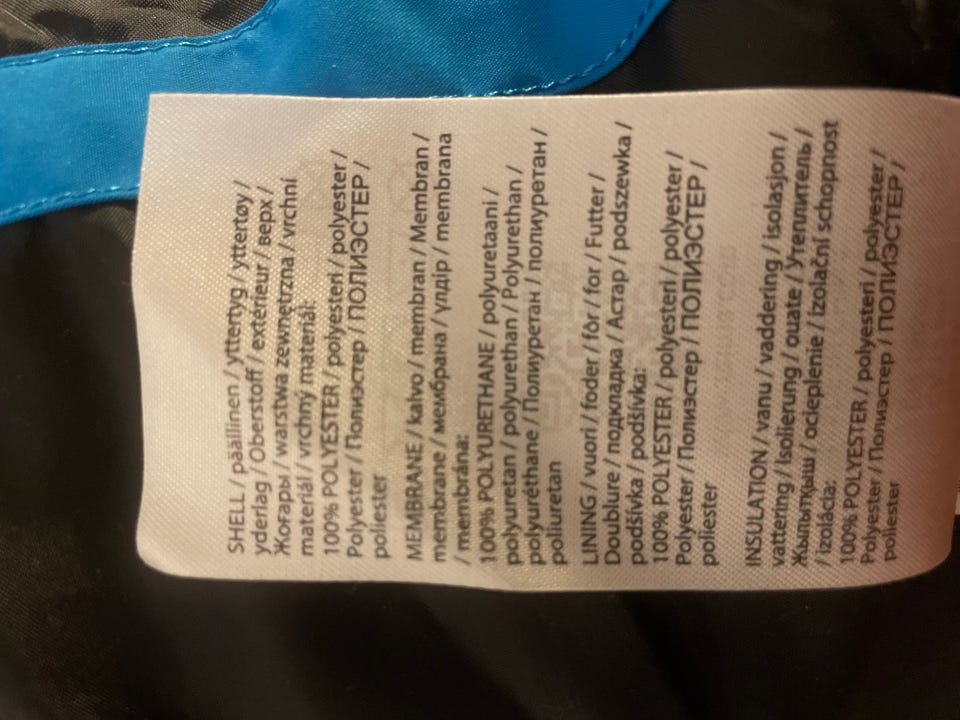 SHELL / päällinen / yttertyg / yttertøy /
yderlag / Oberstoff / extérieur / верх /
Жоғары / warstwa zewnętrzna / vrchní
materiál / vrchný materiál:
100% POLYESTER / polyesteri / polyester /
Polyester / Полиэстер / ПОЛИЭСТЕР /
poliester
MEMBRANE / kalvo / membran / Membran /
membrane / мембрана / үлдір / membrana
/ membrána:
100% POLYURETHANE / polyuretaani /
polyuretan / polyurethan / Polyurethan /
polyuréthane / Полиуретан / полиуретан /
poliuretan
LINING / vuori / foder / fôr / for / Futter /
Doublure / подкладка / Астар / podszewka /
podšívka / podšívka:
100% POLYESTER / polyesteri / polyester /
Polyester / Полиэстер / ПОЛИЭСТЕР /
poliester
INSULATION / vanu / vaddering / isolasjon /
vattering / Isolierung / ouate / Утеплитель /
Жылытқыш / ocieplenie / Izolační schopnost
/ izolácia:
100% POLYESTER / polyesteri / polyester /
Polyester / Полиэстер / ПОЛИЭСТЕР /
poliester